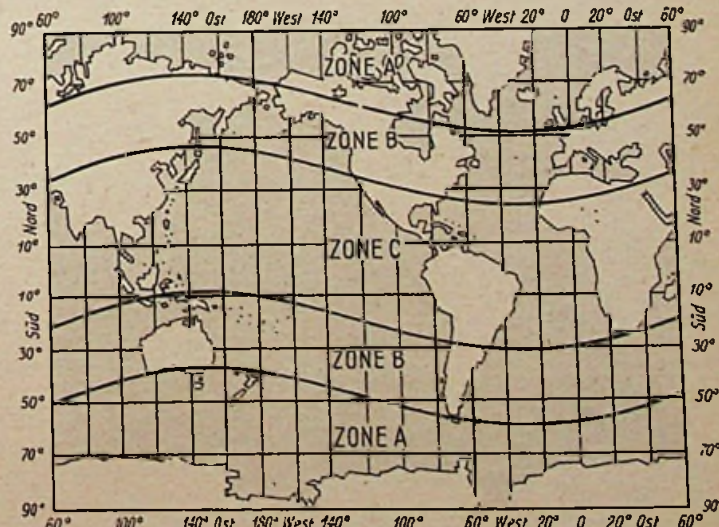 90° 60° 100° 140° Ost 180° West 140° 100° 60° West 20° 0 20° Ost 60° 90°
70° ZONE A 70°
50° ZONE B 50°
30° 30°
Nord Nord
10° ZONE C 10°
10° 10°
Süd Süd
30° ZONE B 30°
50° 50°
70° ZONE A 70°
90° 90°
60° 100° 140° Ost 180° West 140° 100° 60° West 20° 0 20° Ost 60°